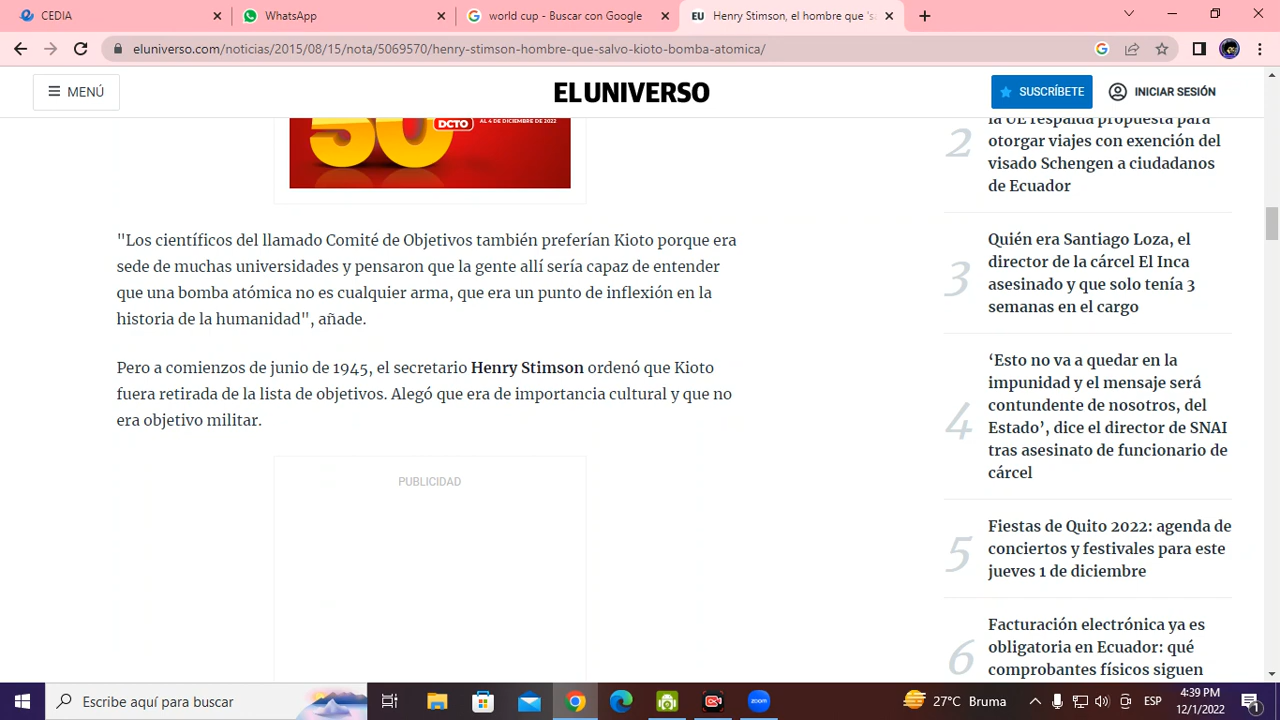 CEDIA
WhatsApp
world cup - Buscar con Google
EU Henry Stimson, el hombre que 'sa
eluniverso.com/noticias/2015/08/15/nota/5069570/henry-stimson-hombre-que-salvo-kioto-bomba-atomica/
MENÚ
EL UNIVERSO
SUSCRÍBETE
INICIAR SESIÓN
50
DCTO
AL 4 DE DICIEMBRE DE 2022
"Los científicos del llamado Comité de Objetivos también preferían Kioto porque era
sede de muchas universidades y pensaron que la gente allí sería capaz de entender
que una bomba atómica no es cualquier arma, que era un punto de inflexión en la
historia de la humanidad", añade.
Pero a comienzos de junio de 1945, el secretario Henry Stimson ordenó que Kioto
fuera retirada de la lista de objetivos. Alegó que era de importancia cultural y que no
era objetivo militar.
PUBLICIDAD
2
la UE respalda propuesta para
otorgar viajes con exención del
visado Schengen a ciudadanos
de Ecuador
3
Quién era Santiago Loza, el
director de la cárcel El Inca
asesinado y que solo tenía 3
semanas en el cargo
4
‘Esto no va a quedar en la
impunidad y el mensaje será
contundente de nosotros, del
Estado’, dice el director de SNAI
tras asesinato de funcionario de
cárcel
5
Fiestas de Quito 2022: agenda de
conciertos y festivales para este
jueves 1 de diciembre
6
Facturación electrónica ya es
obligatoria en Ecuador: qué
comprobantes físicos siguen
Escribe aquí para buscar
zoom
27°C Bruma
ESP
4:39 PM
12/1/2022
1